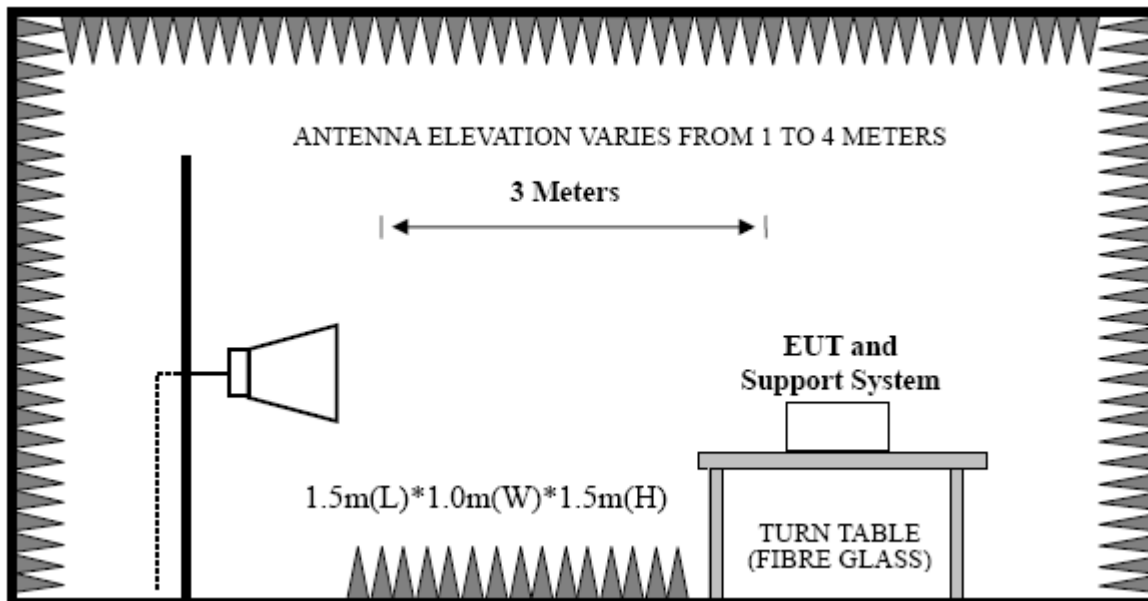 ANTENNA ELEVATION VARIES FROM 1 TO 4 METERS
3 Meters
EUT and
Support System
1.5m(L)*1.0m(W)*1.5m(H)
TURN TABLE
(FIBRE GLASS)